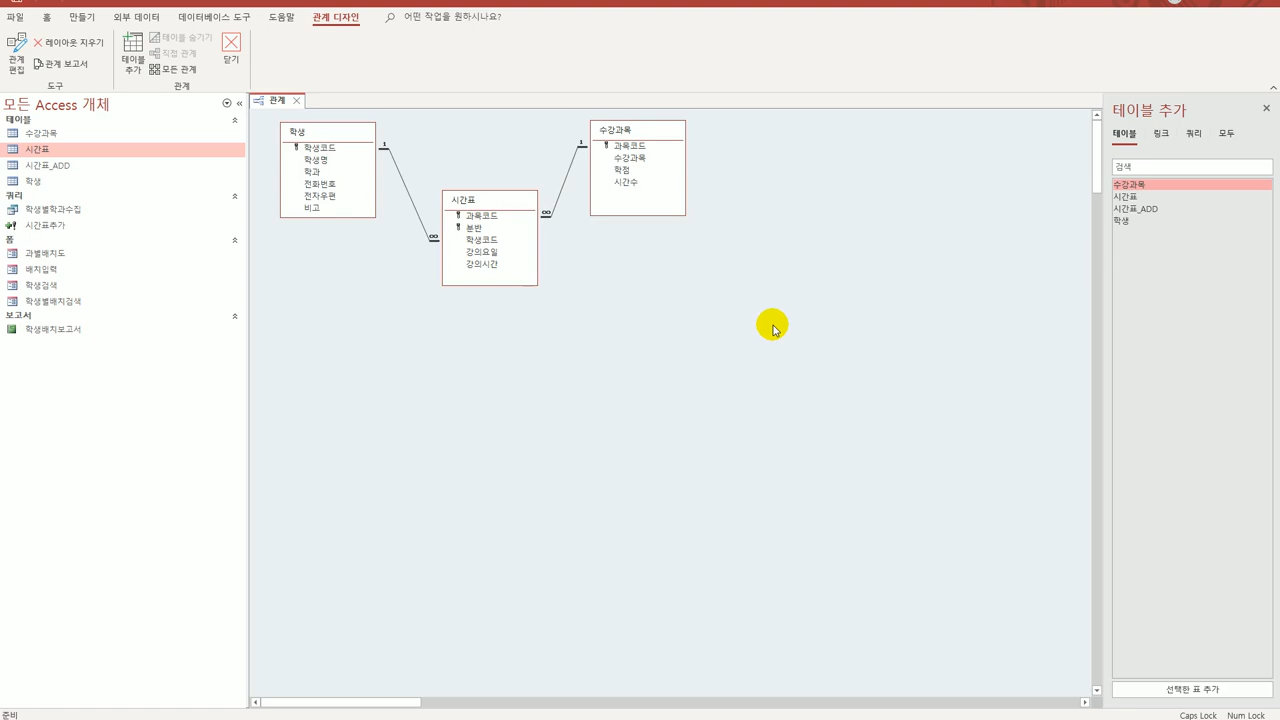 파일 홈 만들기 외부 데이터 데이터베이스 도구 도움말 관계 디자인 어떤 작업을 원하시나요?
관계 편집
레이아웃 지우기
관계 보고서
도구
테이블 추가
테이블 숨기기
직접 관계
모든 관계
닫기
관계
모든 Access 개체
테이블
수강과목
시간표
시간표_ADD
학생
쿼리
학생별학과수집
시간표추가
폼
과별배치도
배치입력
학생검색
학생별배치검색
보고서
학생배치보고서
관계
학생
학생코드
학생명
학과
전화번호
전자우편
비고
1
∞
시간표
과목코드
분반
학생코드
강의요일
강의시간
∞
1
수강과목
과목코드
수강과목
학점
시간수
테이블 추가
테이블 링크 쿼리 모두
검색
수강과목
시간표
시간표_ADD
학생
선택한 표 추가
준비
Caps Lock Num Lock